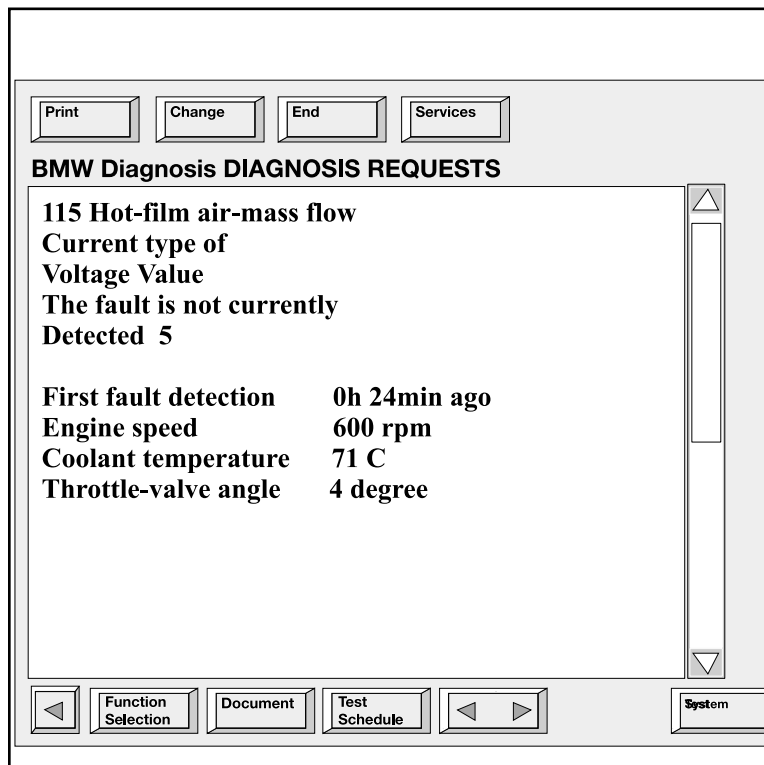 Print Change End Services
BMW Diagnosis DIAGNOSIS REQUESTS
115 Hot-film air-mass flow
Current type of
Voltage Value
The fault is not currently
Detected 5
First fault detection 0h 24min ago
Engine speed 600 rpm
Coolant temperature 71 C
Throttle-valve angle 4 degree
Function Selection
Document
Test Schedule
System